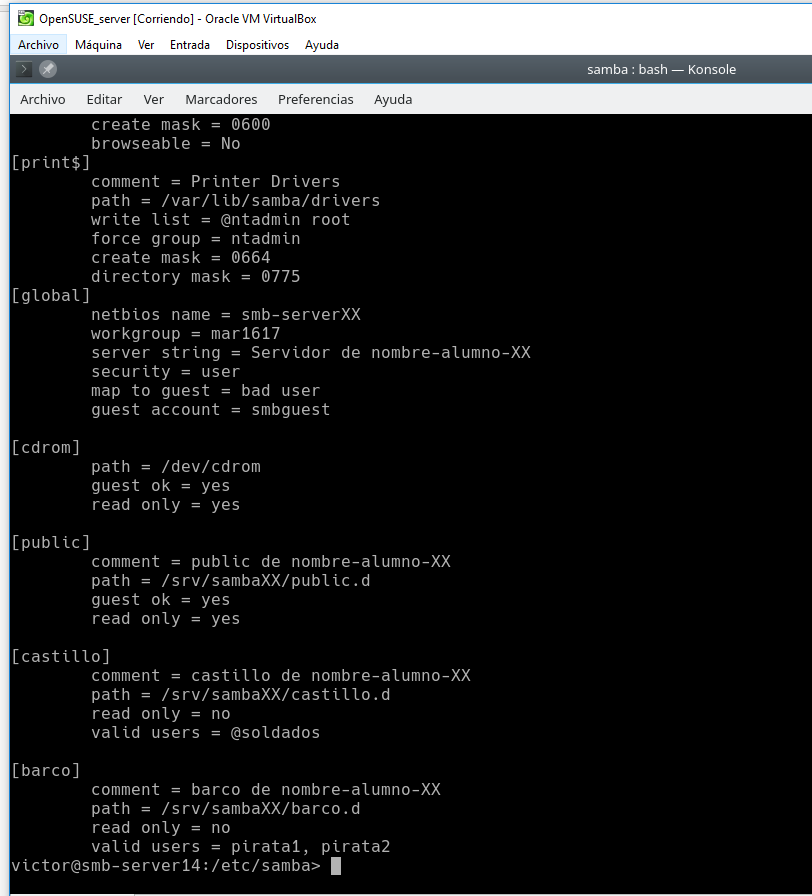 OpenSUSE_server [Corriendo] - Oracle VM VirtualBox
Archivo Máquina Ver Entrada Dispositivos Ayuda
samba : bash — Konsole
Archivo Editar Ver Marcadores Preferencias Ayuda
create mask = 0600
browseable = No
[print$]
comment = Printer Drivers
path = /var/lib/samba/drivers
write list = @ntadmin root
force group = ntadmin
create mask = 0664
directory mask = 0775
[global]
netbios name = smb-serverXX
workgroup = mar1617
server string = Servidor de nombre-alumno-XX
security = user
map to guest = bad user
guest account = smbguest
[cdrom]
path = /dev/cdrom
guest ok = yes
read only = yes
[public]
comment = public de nombre-alumno-XX
path = /srv/sambaXX/public.d
guest ok = yes
read only = yes
[castillo]
comment = castillo de nombre-alumno-XX
path = /srv/sambaXX/castillo.d
read only = no
valid users = @soldados
[barco]
comment = barco de nombre-alumno-XX
path = /srv/sambaXX/barco.d
read only = no
valid users = pirata1, pirata2
victor@smb-server14:/etc/samba>